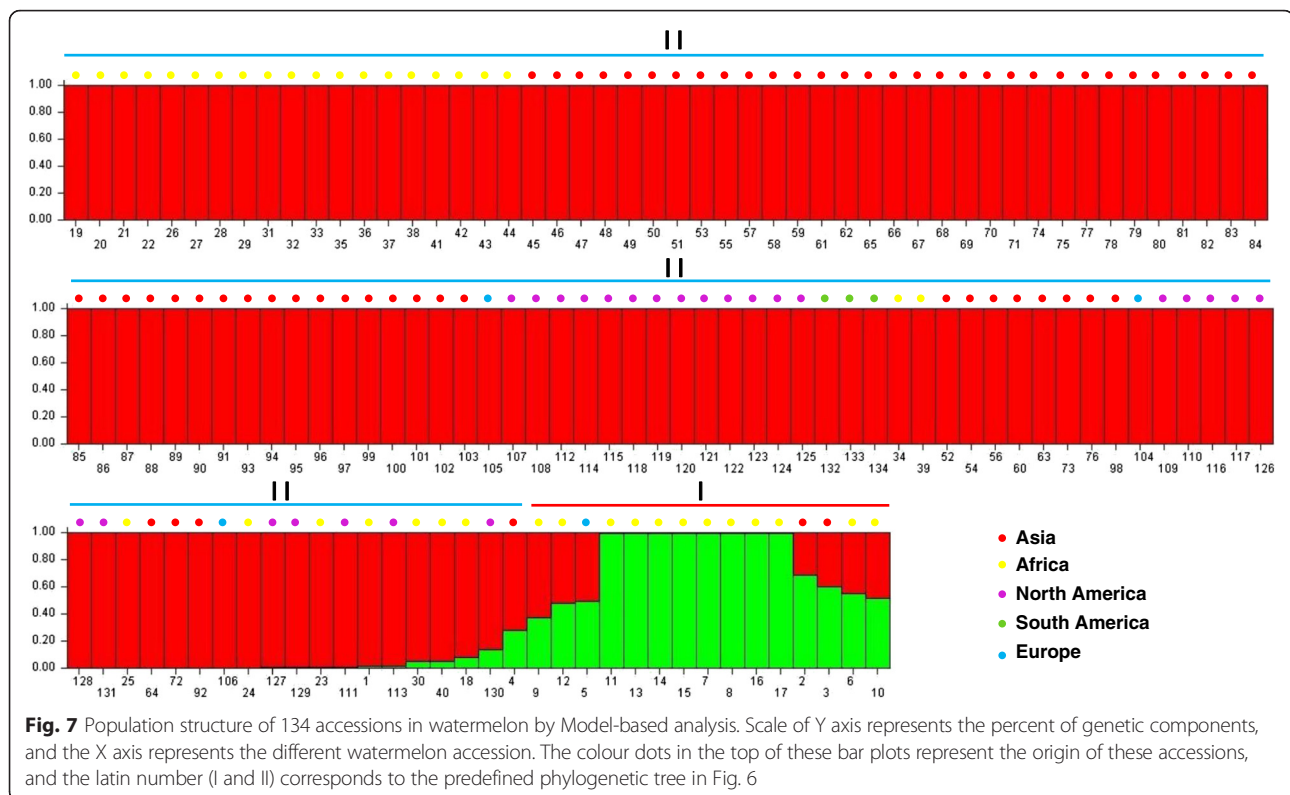 II
1.00
0.80
0.60
0.40
0.20
0.00
19 21 26 28 31 33 36 38 42 44 46 48 50 53 57 59 62 66 68 70 74 77 79 81 83
20 22 27 29 32 35 37 41 43 45 47 49 51 55 58 61 65 67 69 71 75 78 80 82 84
II
1.00
0.80
0.60
0.40
0.20
0.00
85 87 89 91 94 96 99 101 103 107 112 115 119 121 123 125 133 34 52 56 63 76 104 110 117
86 88 90 93 95 97 100 102 105 108 114 118 120 122 124 132 134 39 54 60 73 98 109 116 126
II I
1.00
0.80
0.60
0.40
0.20
0.00
128 25 72 106 127 23 1 30 18 4 12 11 14 7 16 2 6
131 64 92 24 129 111 113 40 130 9 5 13 15 8 17 3 10
Asia
Africa
North America
South America
Europe
Fig. 7 Population structure of 134 accessions in watermelon by Model-based analysis. Scale of Y axis represents the percent of genetic components,
and the X axis represents the different watermelon accession. The colour dots in the top of these bar plots represent the origin of these accessions,
and the latin number (I and II) corresponds to the predefined phylogenetic tree in Fig. 6